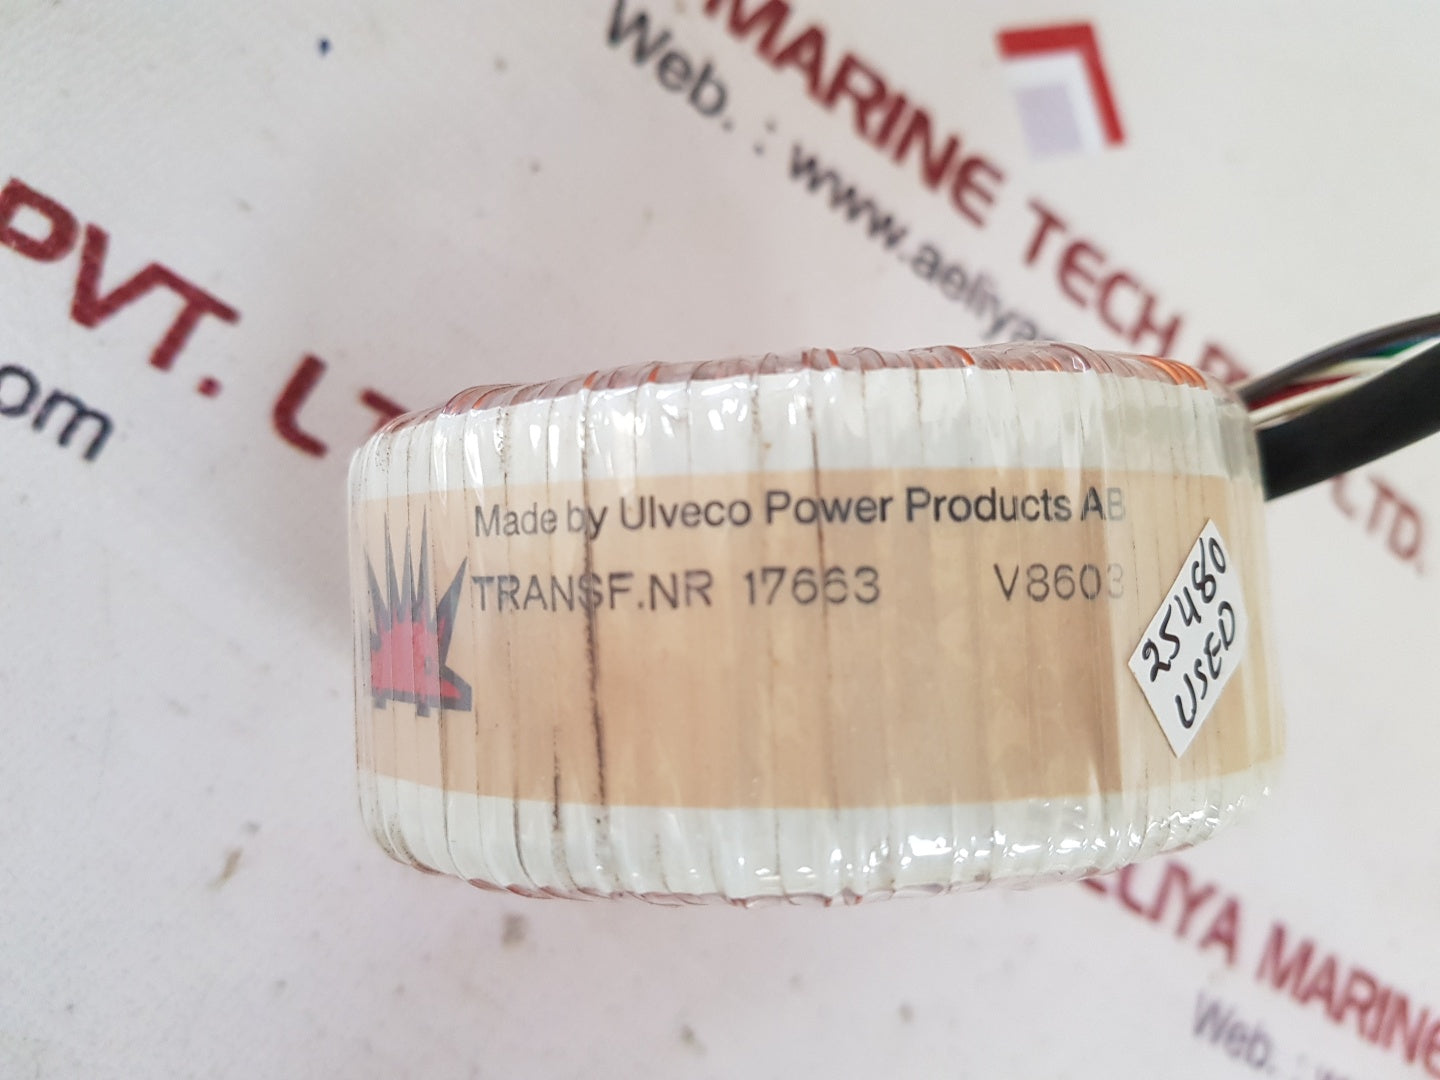 MARINE TECH PVT. LTD.
Web. : www.aeliya
PVT.
om
Made by Ulveco Power Products AB
TRANSF.NR 17663 V8603
25480
USED
ELIYA MARINE
Web. :